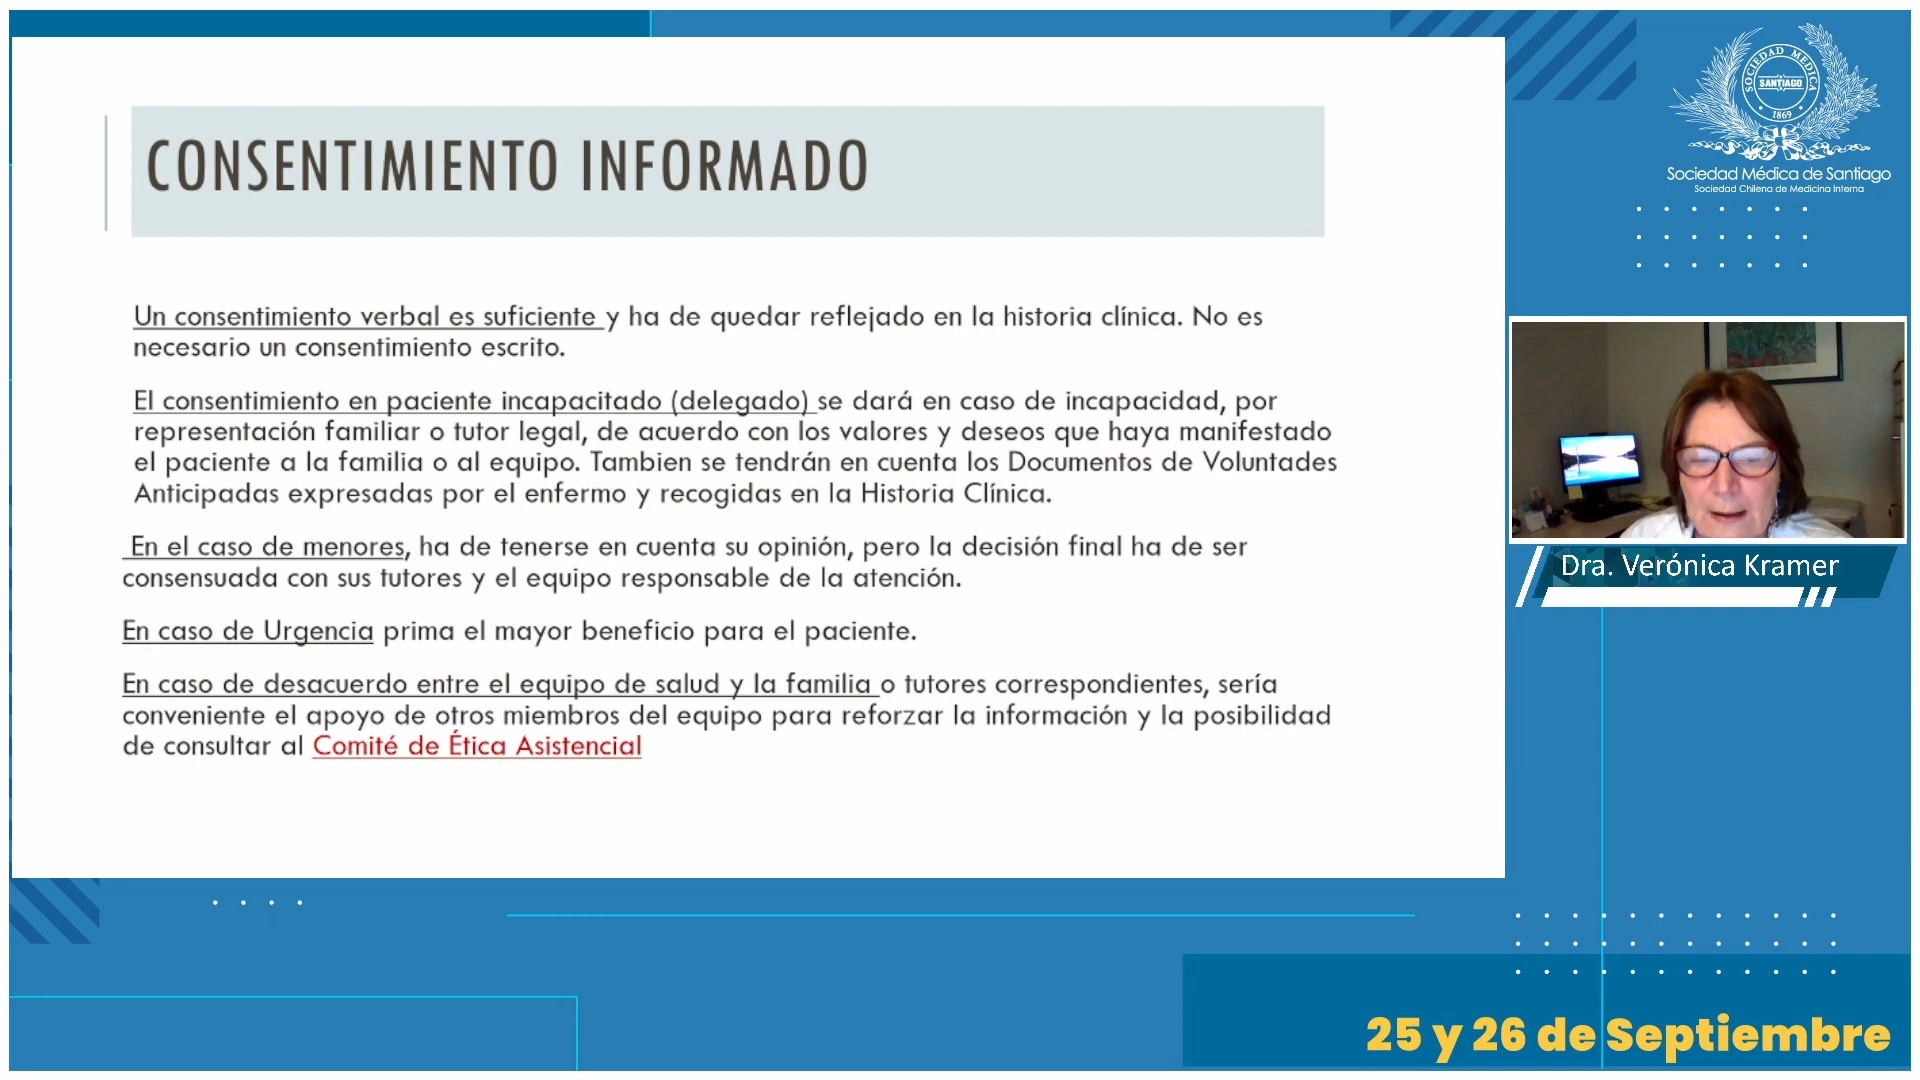 CONSENTIMIENTO INFORMADO
Un consentimiento verbal es suficiente y ha de quedar reflejado en la historia clínica. No es
necesario un consentimiento escrito.
El consentimiento en paciente incapacitado (delegado) se dará en caso de incapacidad, por
representación familiar o tutor legal, de acuerdo con los valores y deseos que haya manifestado
el paciente a la familia o al equipo. Tambien se tendrán en cuenta los Documentos de Voluntades
Anticipadas expresadas por el enfermo y recogidas en la Historia Clínica.
En el caso de menores, ha de tenerse en cuenta su opinión, pero la decisión final ha de ser
consensuada con sus tutores y el equipo responsable de la atención.
En caso de Urgencia prima el mayor beneficio para el paciente.
En caso de desacuerdo entre el equipo de salud y la familia o tutores correspondientes, sería
conveniente el apoyo de otros miembros del equipo para reforzar la información y la posibilidad
de consultar al Comité de Ética Asistencial
SOCIEDAD MEDICA
SANTIAGO
1869
Sociedad Médica de Santiago
Sociedad Chilena de Medicina Interna
Dra. Verónica Kramer
25 y 26 de Septiembre